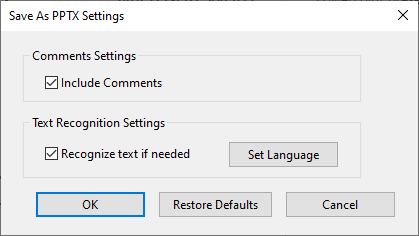 Save As PPTX Settings
Comments Settings
Include Comments
Text Recognition Settings
Recognize text if needed
Set Language
OK
Restore Defaults
Cancel